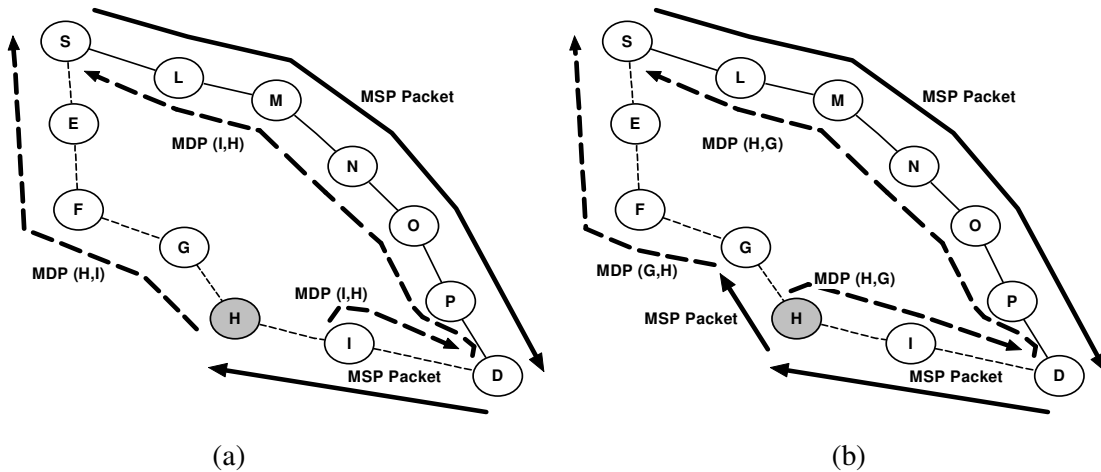 S
L
M
MSP Packet
E
MDP (I,H)
N
F
O
G
MDP (H,I)
MDP (I,H)
P
H
I
MSP Packet
D
(a)
S
L
M
MSP Packet
E
MDP (H,G)
N
F
O
G
MDP (G,H)
MDP (H,G)
P
MSP Packet
H
I
MSP Packet
D
(b)